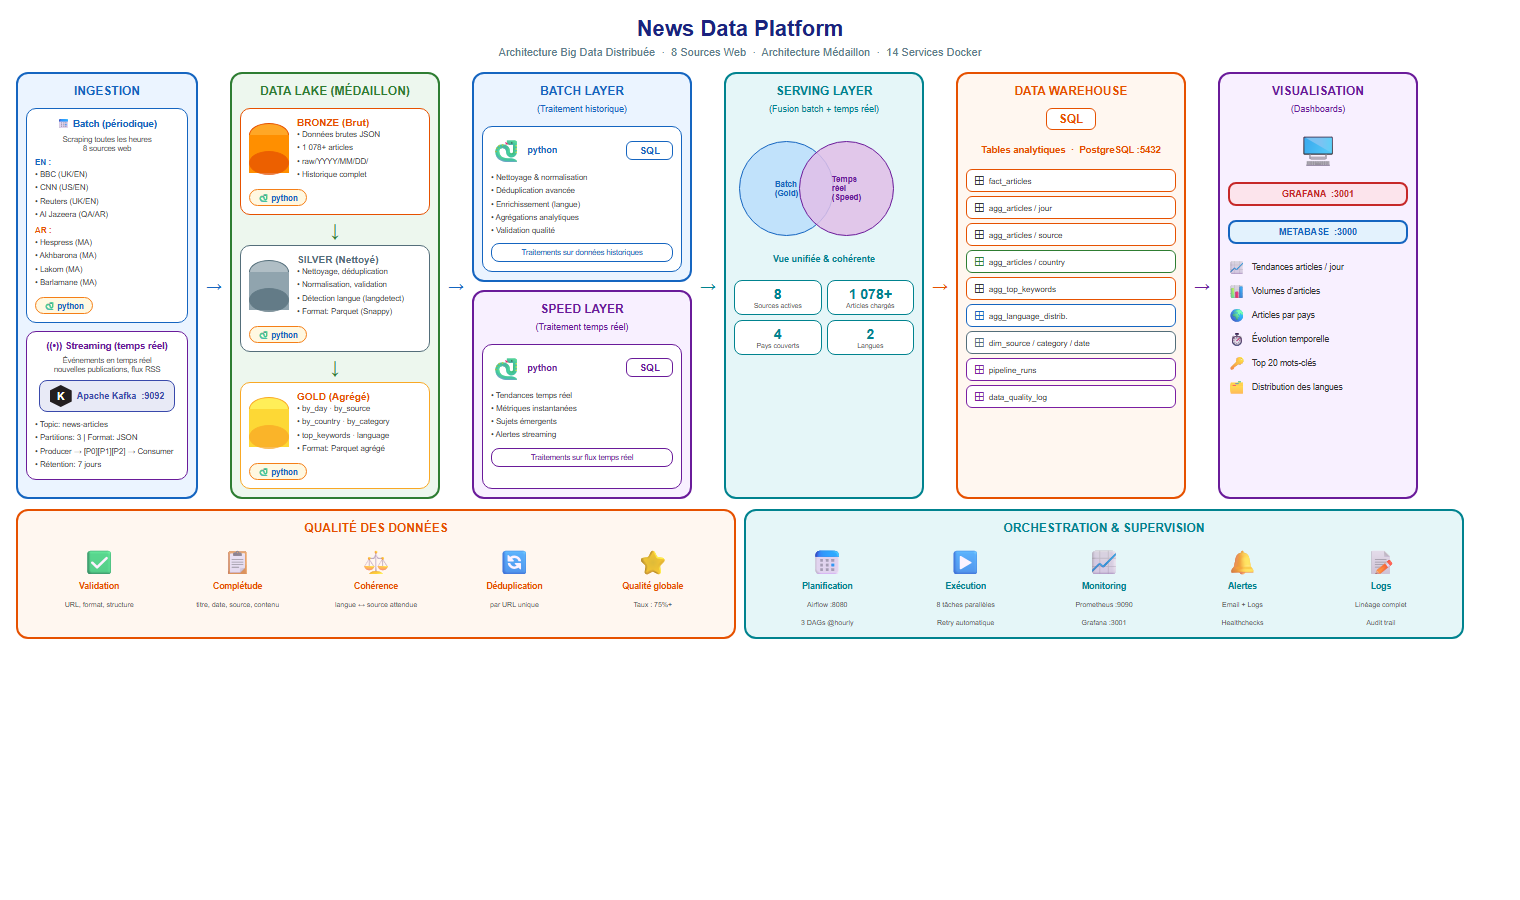 News Data Platform
Architecture Big Data Distribuée · 8 Sources Web · Architecture Médaillon · 14 Services Docker
INGESTION
Batch (périodique)
Scraping toutes les heures
8 sources web
EN :
• BBC (UK/EN)
• CNN (US/EN)
• Reuters (UK/EN)
• Al Jazeera (QA/AR)
AR :
• Hespress (MA)
• Akhbarona (MA)
• Lakom (MA)
• Barlamane (MA)
python
((•)) Streaming (temps réel)
Événements en temps réel
nouvelles publications, flux RSS
K Apache Kafka :9092
• Topic: news-articles
• Partitions: 3 | Format: JSON
• Producer → [P0][P1][P2] → Consumer
• Rétention: 7 jours
→
DATA LAKE (MÉDAILLON)
BRONZE (Brut)
• Données brutes JSON
• 1 078+ articles
• raw/YYYY/MM/DD/
• Historique complet
python
↓
SILVER (Nettoyé)
• Nettoyage, déduplication
• Normalisation, validation
• Détection langue (langdetect)
• Format: Parquet (Snappy)
python
↓
GOLD (Agrégé)
• by_day · by_source
• by_country · by_category
• top_keywords · language
• Format: Parquet agrégé
python
→
BATCH LAYER
(Traitement historique)
python
SQL
• Nettoyage & normalisation
• Déduplication avancée
• Enrichissement (langue)
• Agrégations analytiques
• Validation qualité
Traitements sur données historiques
SPEED LAYER
(Traitement temps réel)
python
SQL
• Tendances temps réel
• Métriques instantanées
• Sujets émergents
• Alertes streaming
Traitements sur flux temps réel
→
SERVING LAYER
(Fusion batch + temps réel)
Batch
(Gold)
Temps
réel
(Speed)
Vue unifiée & cohérente
8
Sources actives
1 078+
Articles chargés
4
Pays couverts
2
Langues
→
DATA WAREHOUSE
SQL
Tables analytiques · PostgreSQL :5432
fact_articles
agg_articles / jour
agg_articles / source
agg_articles / country
agg_top_keywords
agg_language_distrib.
dim_source / category / date
pipeline_runs
data_quality_log
→
VISUALISATION
(Dashboards)
GRAFANA :3001
METABASE :3000
Tendances articles / jour
Volumes d'articles
Articles par pays
Évolution temporelle
Top 20 mots-clés
Distribution des langues
QUALITÉ DES DONNÉES
Validation
URL, format, structure
Complétude
titre, date, source, contenu
Cohérence
langue ↔ source attendue
Déduplication
par URL unique
Qualité globale
Taux : 75%+
ORCHESTRATION & SUPERVISION
Planification
Airflow :8080
3 DAGs @hourly
Exécution
8 tâches parallèles
Retry automatique
Monitoring
Prometheus :9090
Grafana :3001
Alertes
Email + Logs
Healthchecks
Logs
Linéage complet
Audit trail